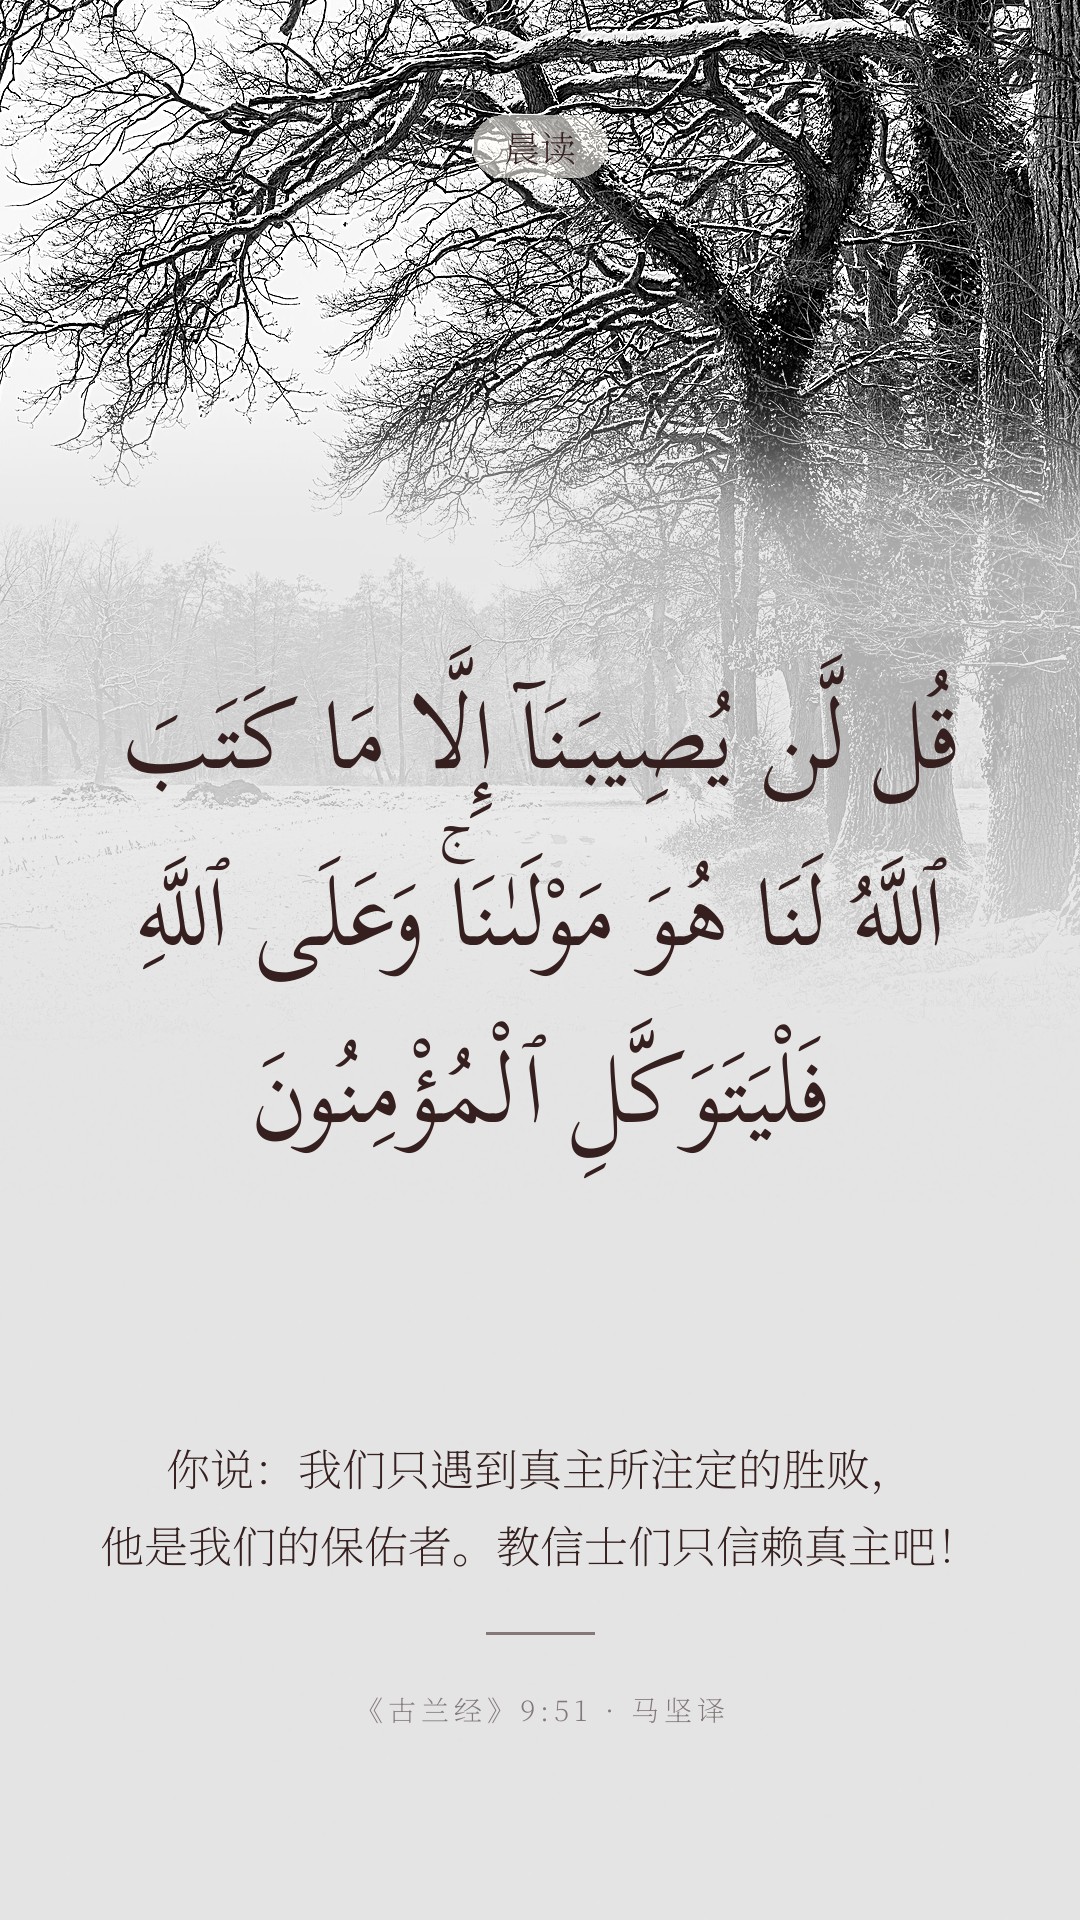 晨读
قُل لَّن يُصِيبَنَآ إِلَّا مَا كَتَبَ
ٱللَّهُ لَنَا هُوَ مَوْلَىٰنَا ۚ وَعَلَى ٱللَّهِ
فَلْيَتَوَكَّلِ ٱلْمُؤْمِنُونَ
你说：我们只遇到真主所注定的胜败，
他是我们的保佑者。教信士们只信赖真主吧！
《古兰经》9:51 · 马坚译